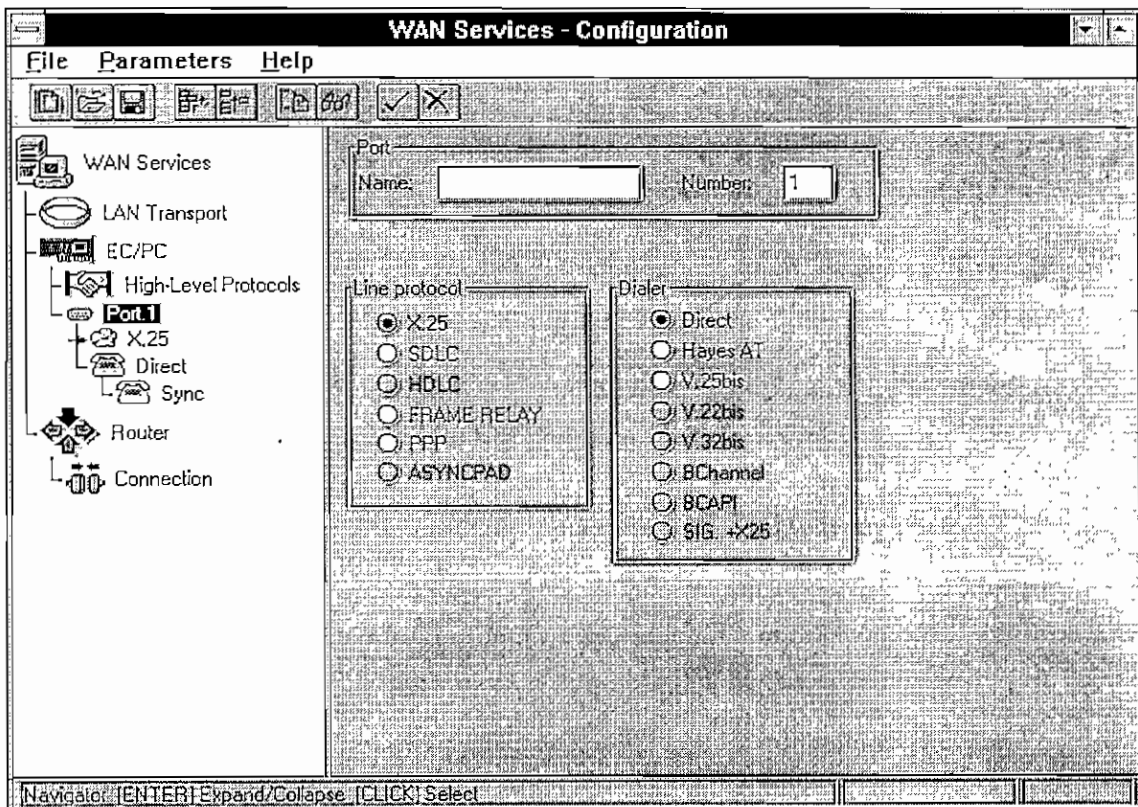 WAN Services - Configuration
File Parameters Help
WAN Services
LAN Transport
EC/PC
High-Level Protocols
Port.1
X.25
Direct
Sync
Router
Connection
Port
Name: Number: 1
Line protocol
X.25
SDLC
HDLC
FRAME RELAY
PPP
ASYNCPAD
Dialer
Direct
Hayes AT
V.25bis
V.22bis
V.32bis
BChannel
BCAPI
SIG. +X25
Navigator: [ENTER] Expand/Collapse [CLICK] Select